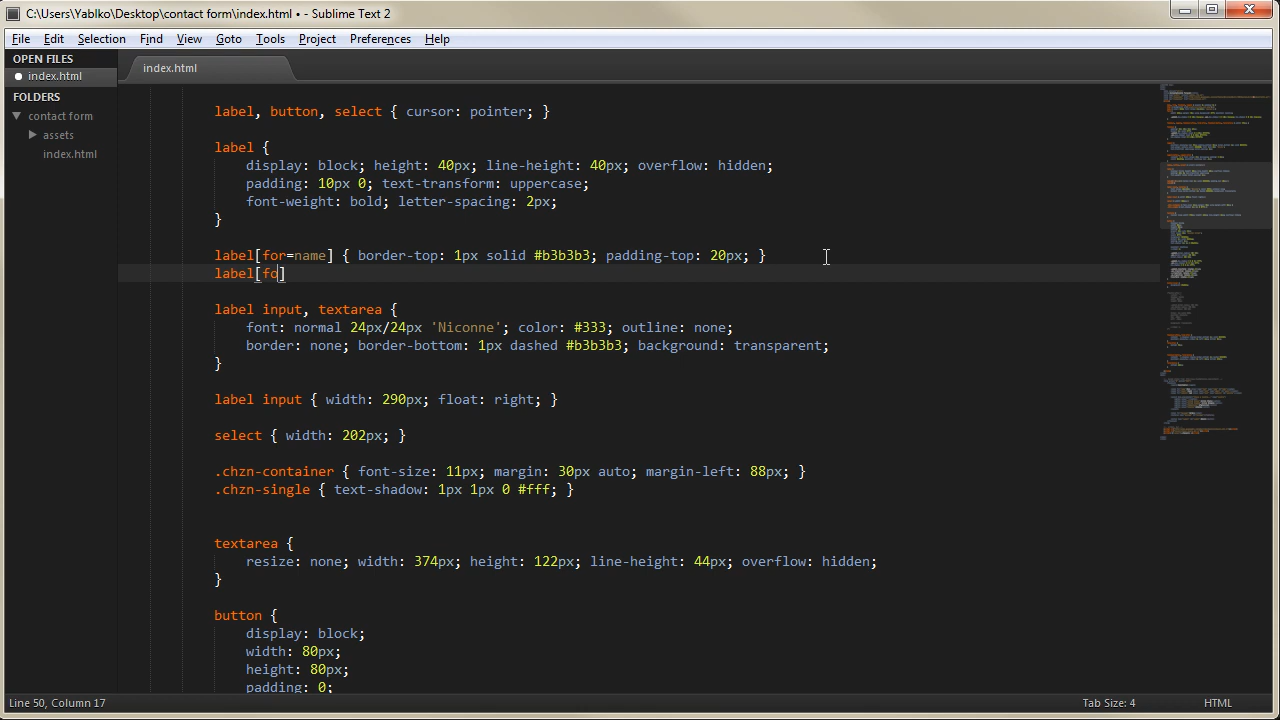 C:\Users\Yablko\Desktop\contact form\index.html • - Sublime Text 2
File Edit Selection Find View Goto Tools Project Preferences Help
OPEN FILES
index.html
FOLDERS
contact form
assets
index.html
index.html
label, button, select { cursor: pointer; }
label {
display: block; height: 40px; line-height: 40px; overflow: hidden;
padding: 10px 0; text-transform: uppercase;
font-weight: bold; letter-spacing: 2px;
}
label[for=name] { border-top: 1px solid #b3b3b3; padding-top: 20px; }
label[fo]
label input, textarea {
font: normal 24px/24px 'Niconne'; color: #333; outline: none;
border: none; border-bottom: 1px dashed #b3b3b3; background: transparent;
}
label input { width: 290px; float: right; }
select { width: 202px; }
.chzn-container { font-size: 11px; margin: 30px auto; margin-left: 88px; }
.chzn-single { text-shadow: 1px 1px 0 #fff; }
textarea {
resize: none; width: 374px; height: 122px; line-height: 44px; overflow: hidden;
}
button {
display: block;
width: 80px;
height: 80px;
padding: 0;
Line 50, Column 17
Tab Size: 4
HTML